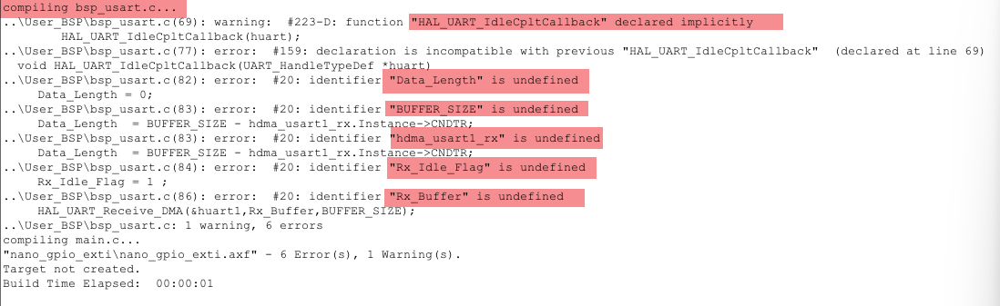 compiling bsp_usart.c...
..\User_BSP\bsp_usart.c(69): warning:  #223-D: function "HAL_UART_IdleCpltCallback" declared implicitly
        HAL_UART_IdleCpltCallback(huart);
..\User_BSP\bsp_usart.c(77): error:  #159: declaration is incompatible with previous "HAL_UART_IdleCpltCallback"  (declared at line 69)
  void HAL_UART_IdleCpltCallback(UART_HandleTypeDef *huart)
..\User_BSP\bsp_usart.c(82): error:  #20: identifier "Data_Length" is undefined
     Data_Length = 0;
..\User_BSP\bsp_usart.c(83): error:  #20: identifier "BUFFER_SIZE" is undefined
     Data_Length  = BUFFER_SIZE - hdma_usart1_rx.Instance->CNDTR;
..\User_BSP\bsp_usart.c(83): error:  #20: identifier "hdma_usart1_rx" is undefined
     Data_Length  = BUFFER_SIZE - hdma_usart1_rx.Instance->CNDTR;
..\User_BSP\bsp_usart.c(84): error:  #20: identifier "Rx_Idle_Flag" is undefined
     Rx_Idle_Flag = 1 ;
..\User_BSP\bsp_usart.c(86): error:  #20: identifier "Rx_Buffer" is undefined
     HAL_UART_Receive_DMA(&huart1,Rx_Buffer,BUFFER_SIZE);
..\User_BSP\bsp_usart.c: 1 warning, 6 errors
compiling main.c...
"nano_gpio_exti\nano_gpio_exti.axf" - 6 Error(s), 1 Warning(s).
Target not created.
Build Time Elapsed:  00:00:01